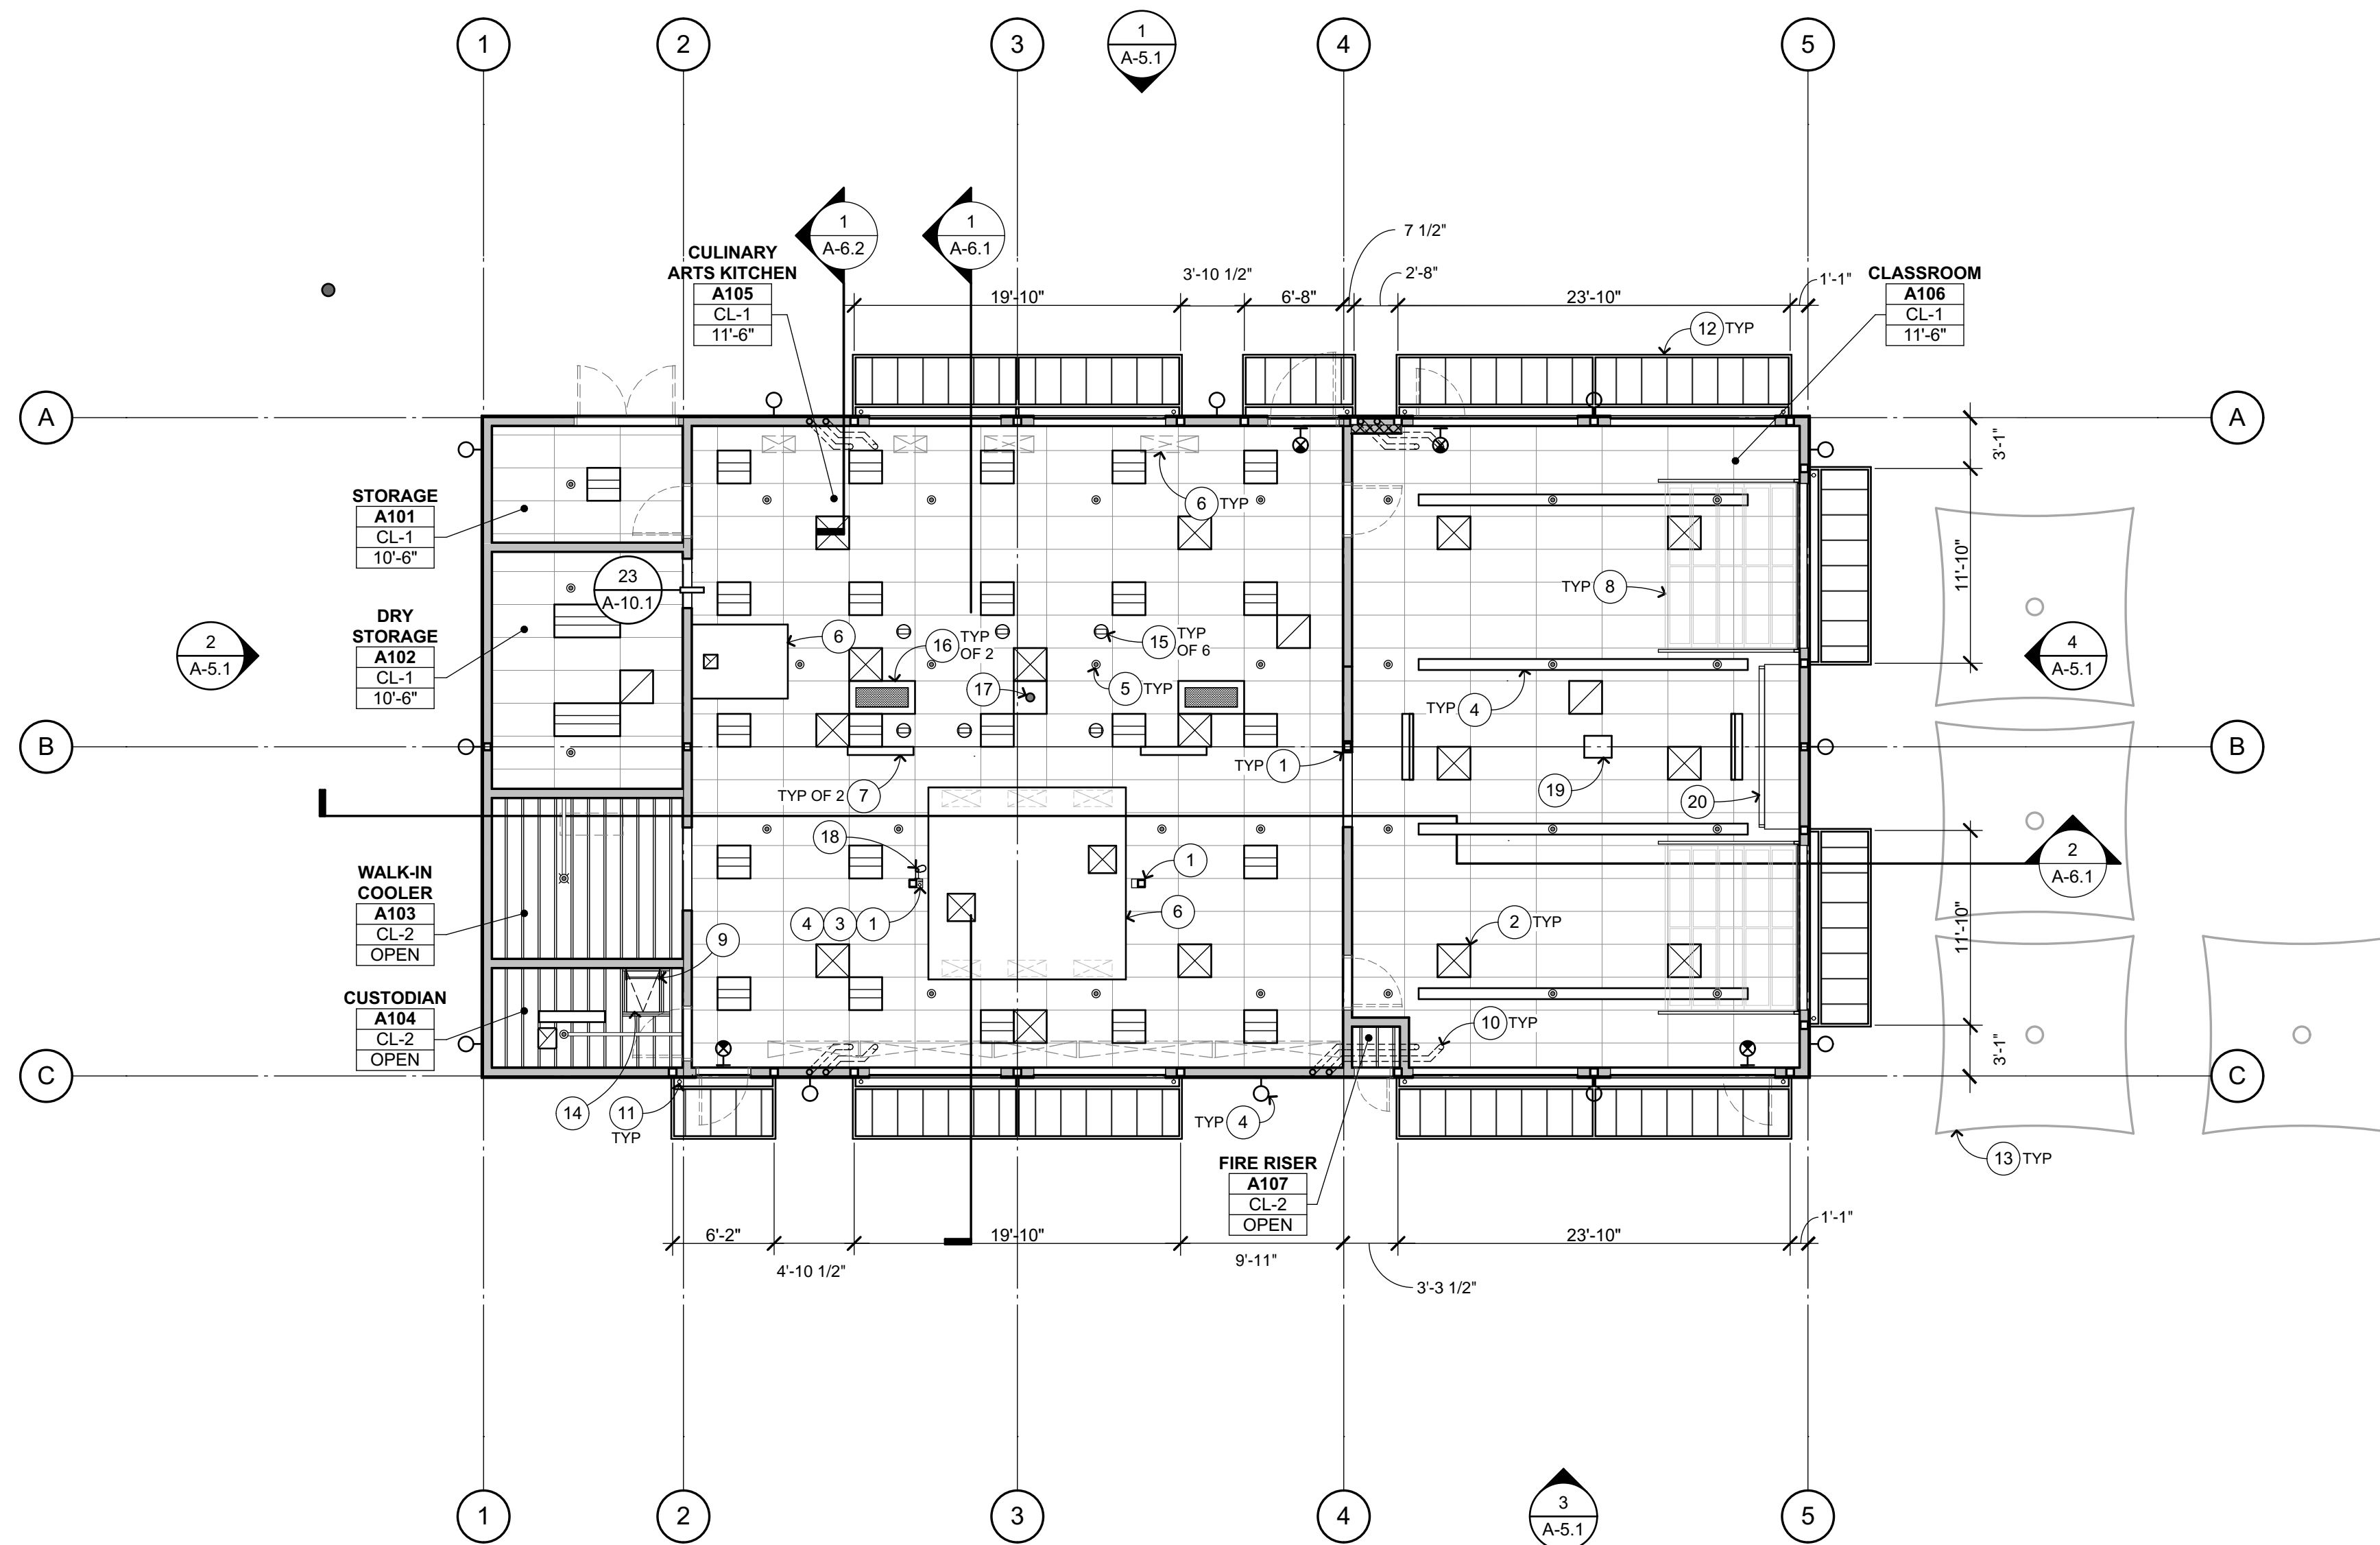 1
2
3
4
5
1
A-5.1
1
A-6.2
1
A-6.1
7 1/2"
CULINARY
ARTS KITCHEN
A105
CL-1
11'-6"
3'-10 1/2"
2'-8"
1'-1"
CLASSROOM
A106
CL-1
11'-6"
19'-10"
6'-8"
23'-10"
12 TYP
A
A
3'-1"
STORAGE
A101
CL-1
10'-6"
6 TYP
23
A-10.1
TYP 8
11'-10"
DRY
STORAGE
A102
CL-1
10'-6"
2
A-5.1
6
16 TYP
OF 2
15 TYP
OF 6
4
A-5.1
17
5 TYP
TYP 4
B
B
TYP 1
TYP OF 2 7
19
20
18
1
2
A-6.1
WALK-IN
COOLER
A103
CL-2
OPEN
4 3 1
6
2 TYP
9
11'-10"
CUSTODIAN
A104
CL-2
OPEN
10 TYP
3'-1"
C
C
14
11
TYP
TYP 4
13 TYP
FIRE RISER
A107
CL-2
OPEN
6'-2"
19'-10"
23'-10"
1'-1"
4'-10 1/2"
9'-11"
3'-3 1/2"
1
2
3
4
5
3
A-5.1